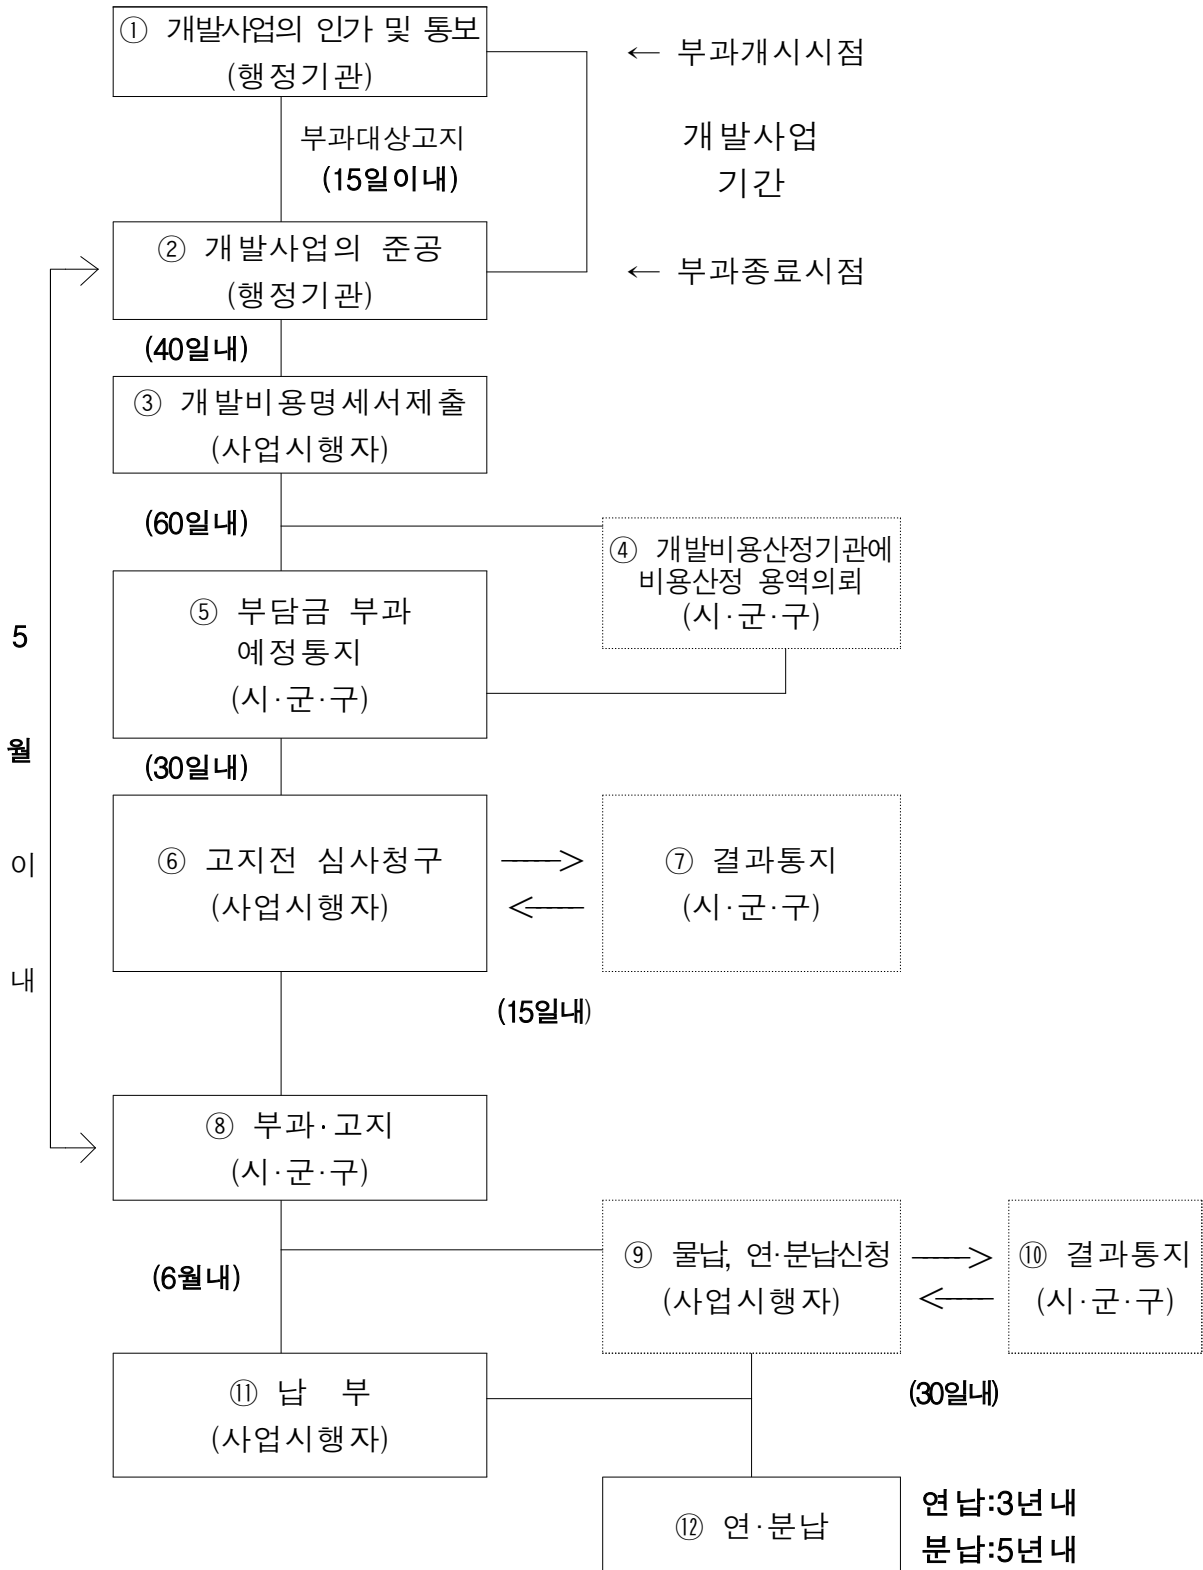 ① 개발사업의 인가 및 통보
(행정기관)
← 부과개시시점
부과대상고지
(15일이내)
개발사업
기간
② 개발사업의 준공
(행정기관)
← 부과종료시점
(40일내)
③ 개발비용명세서제출
(사업시행자)
(60일내)
④ 개발비용산정기관에
비용산정 용역의뢰
(시·군·구)
⑤ 부담금 부과
예정통지
(시·군·구)
5
월
이
내
(30일내)
⑥ 고지전 심사청구
(사업시행자)
⑦ 결과통지
(시·군·구)
(15일내)
⑧ 부과·고지
(시·군·구)
(6월내)
⑨ 물납, 연·분납신청
(사업시행자)
⑩ 결과통지
(시·군·구)
(30일내)
⑪ 납 부
(사업시행자)
⑫ 연·분납
연납:3년내
분납:5년내